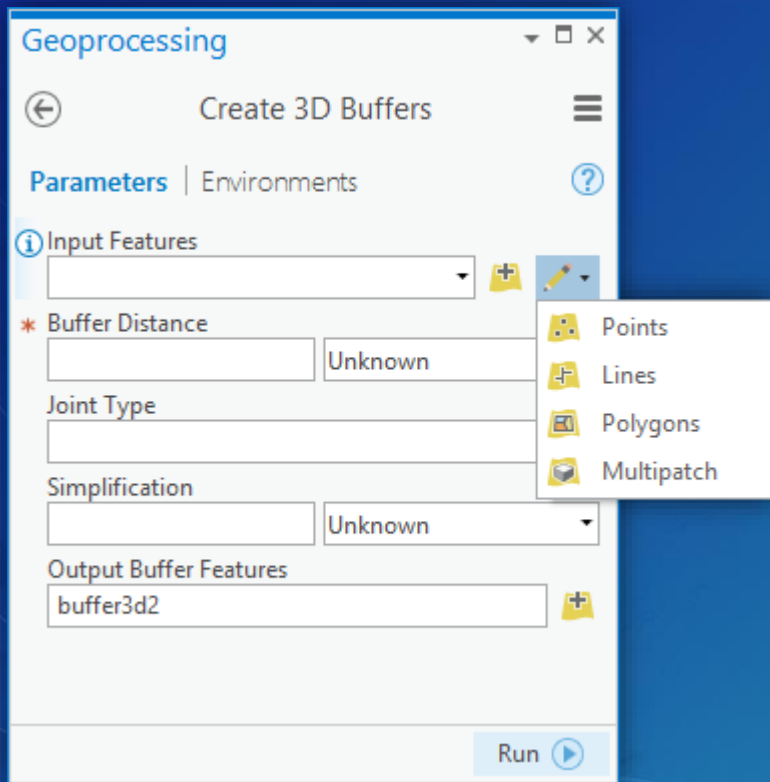 Geoprocessing
Create 3D Buffers
Parameters | Environments
Input Features
* Buffer Distance
Unknown
Points
Lines
Polygons
Multipatch
Joint Type
Simplification
Unknown
Output Buffer Features
buffer3d2
Run